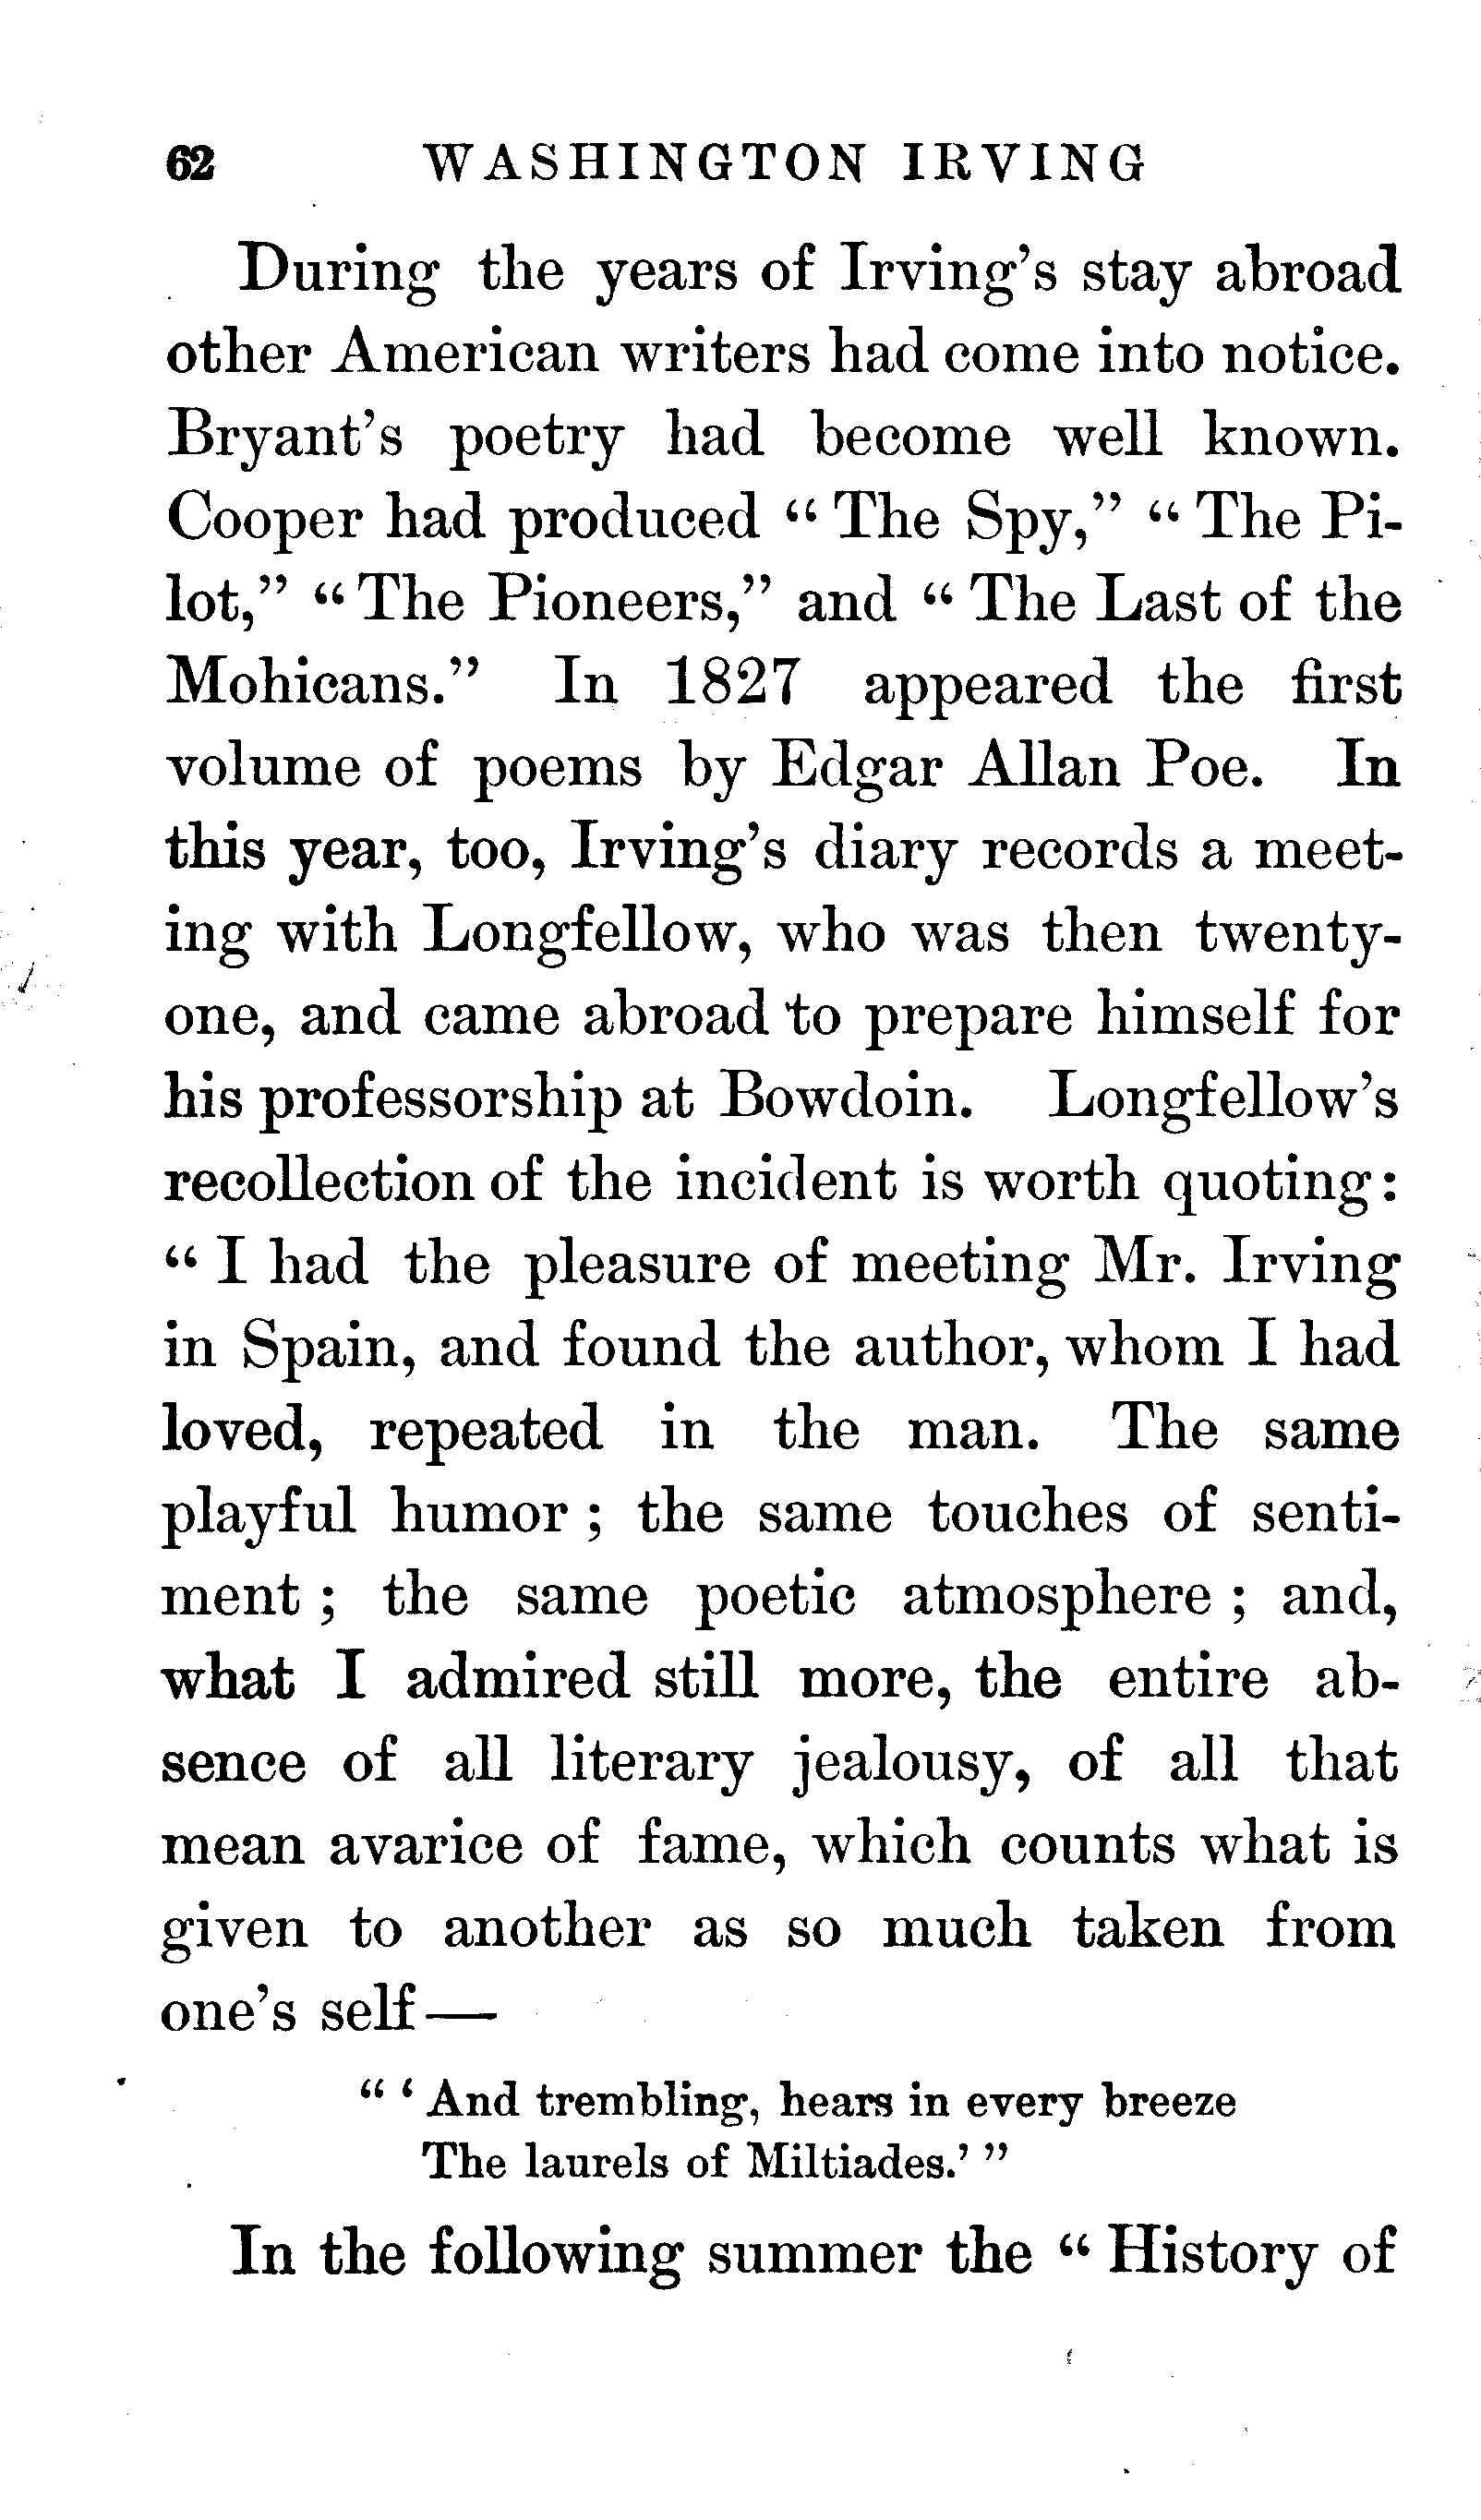 62 WASHINGTON IRVING
During the years of Irving's stay abroad
other American writers had come into notice.
Bryant's poetry had become well known.
Cooper had produced “ The Spy,” “ The Pi-
lot,” “ The Pioneers,” and “ The Last of the
Mohicans.” In 1827 appeared the first
volume of poems by Edgar Allan Poe. In
this year, too, Irving's diary records a meet-
ing with Longfellow, who was then twenty-
one, and came abroad to prepare himself for
his professorship at Bowdoin. Longfellow's
recollection of the incident is worth quoting:
“ I had the pleasure of meeting Mr. Irving
in Spain, and found the author, whom I had
loved, repeated in the man. The same
playful humor ; the same touches of senti-
ment ; the same poetic atmosphere ; and,
what I admired still more, the entire ab-
sence of all literary jealousy, of all that
mean avarice of fame, which counts what is
given to another as so much taken from
one's self—
“ ‘ And trembling, hears in every breeze
The laurels of Miltiades.’ ”
In the following summer the “ History of